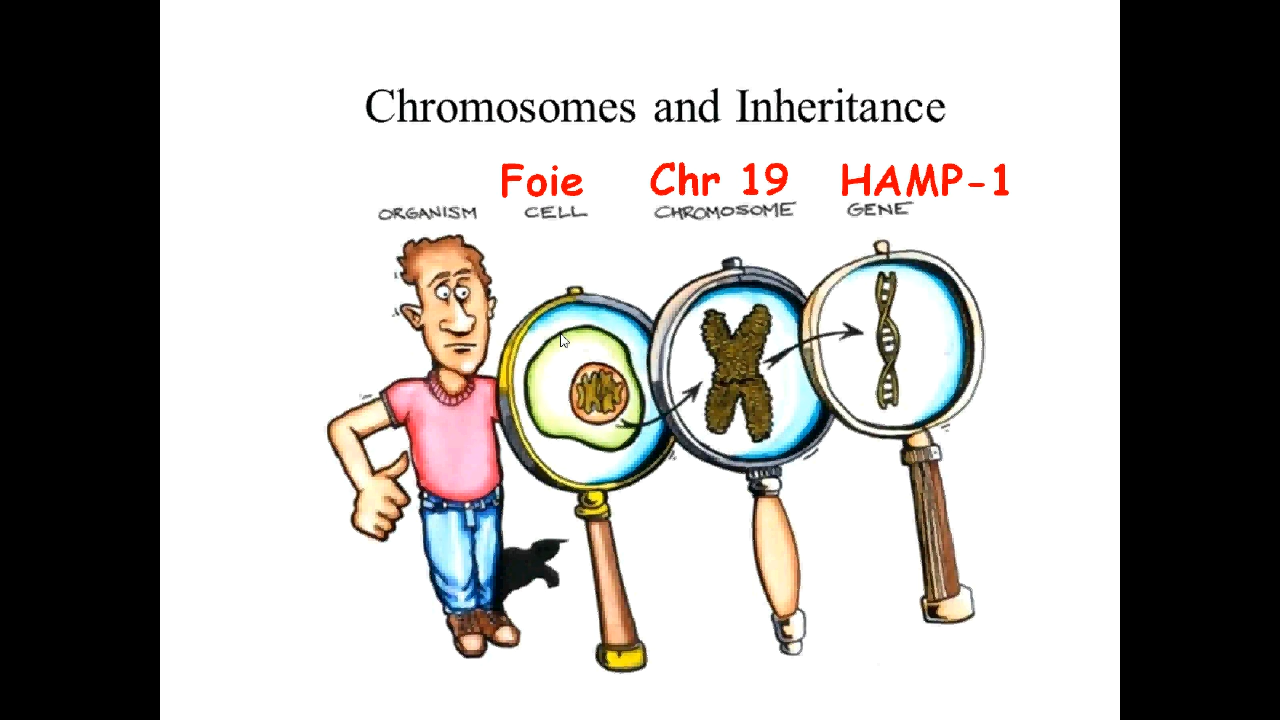 Chromosomes and Inheritance
Foie Chr 19 HAMP-1
ORGANISM CELL CHROMOSOME GENE